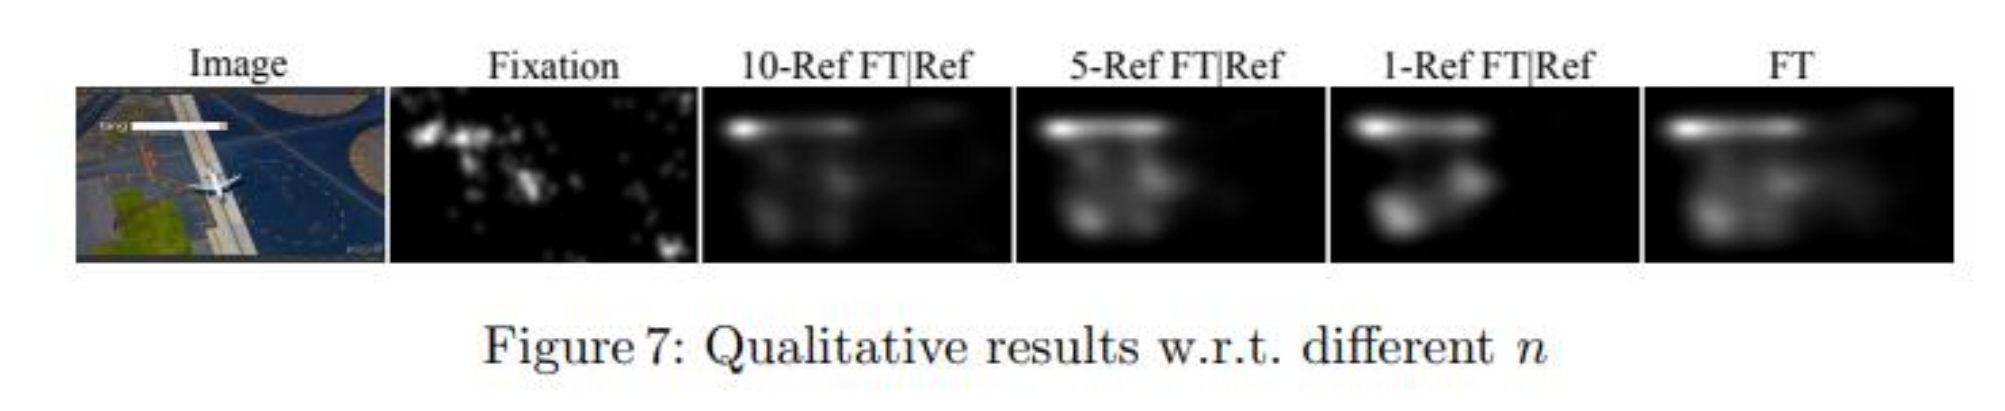 Image Fixation 10-Ref FT|Ref 5-Ref FT|Ref 1-Ref FT|Ref FT
Figure 7: Qualitative results w.r.t. different n